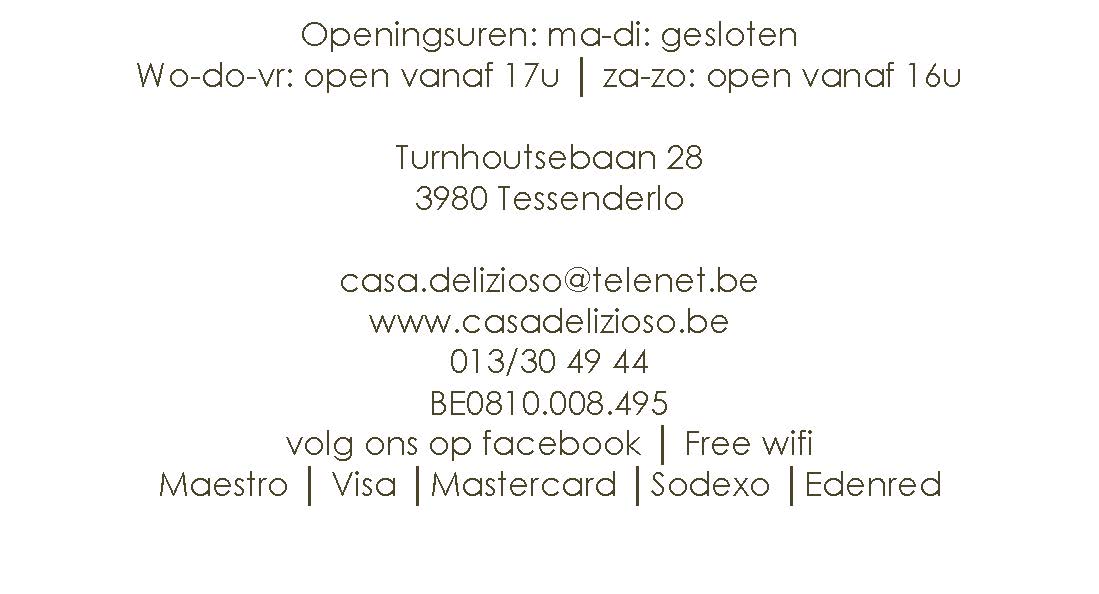 Openingsuren: ma-di: gesloten
Wo-do-vr: open vanaf 17u | za-zo: open vanaf 16u
Turnhoutsebaan 28
3980 Tessenderlo
casa.delizioso@telenet.be
www.casadelizioso.be
013/30 49 44
BE0810.008.495
volg ons op facebook | Free wifi
Maestro | Visa |Mastercard |Sodexo |Edenred